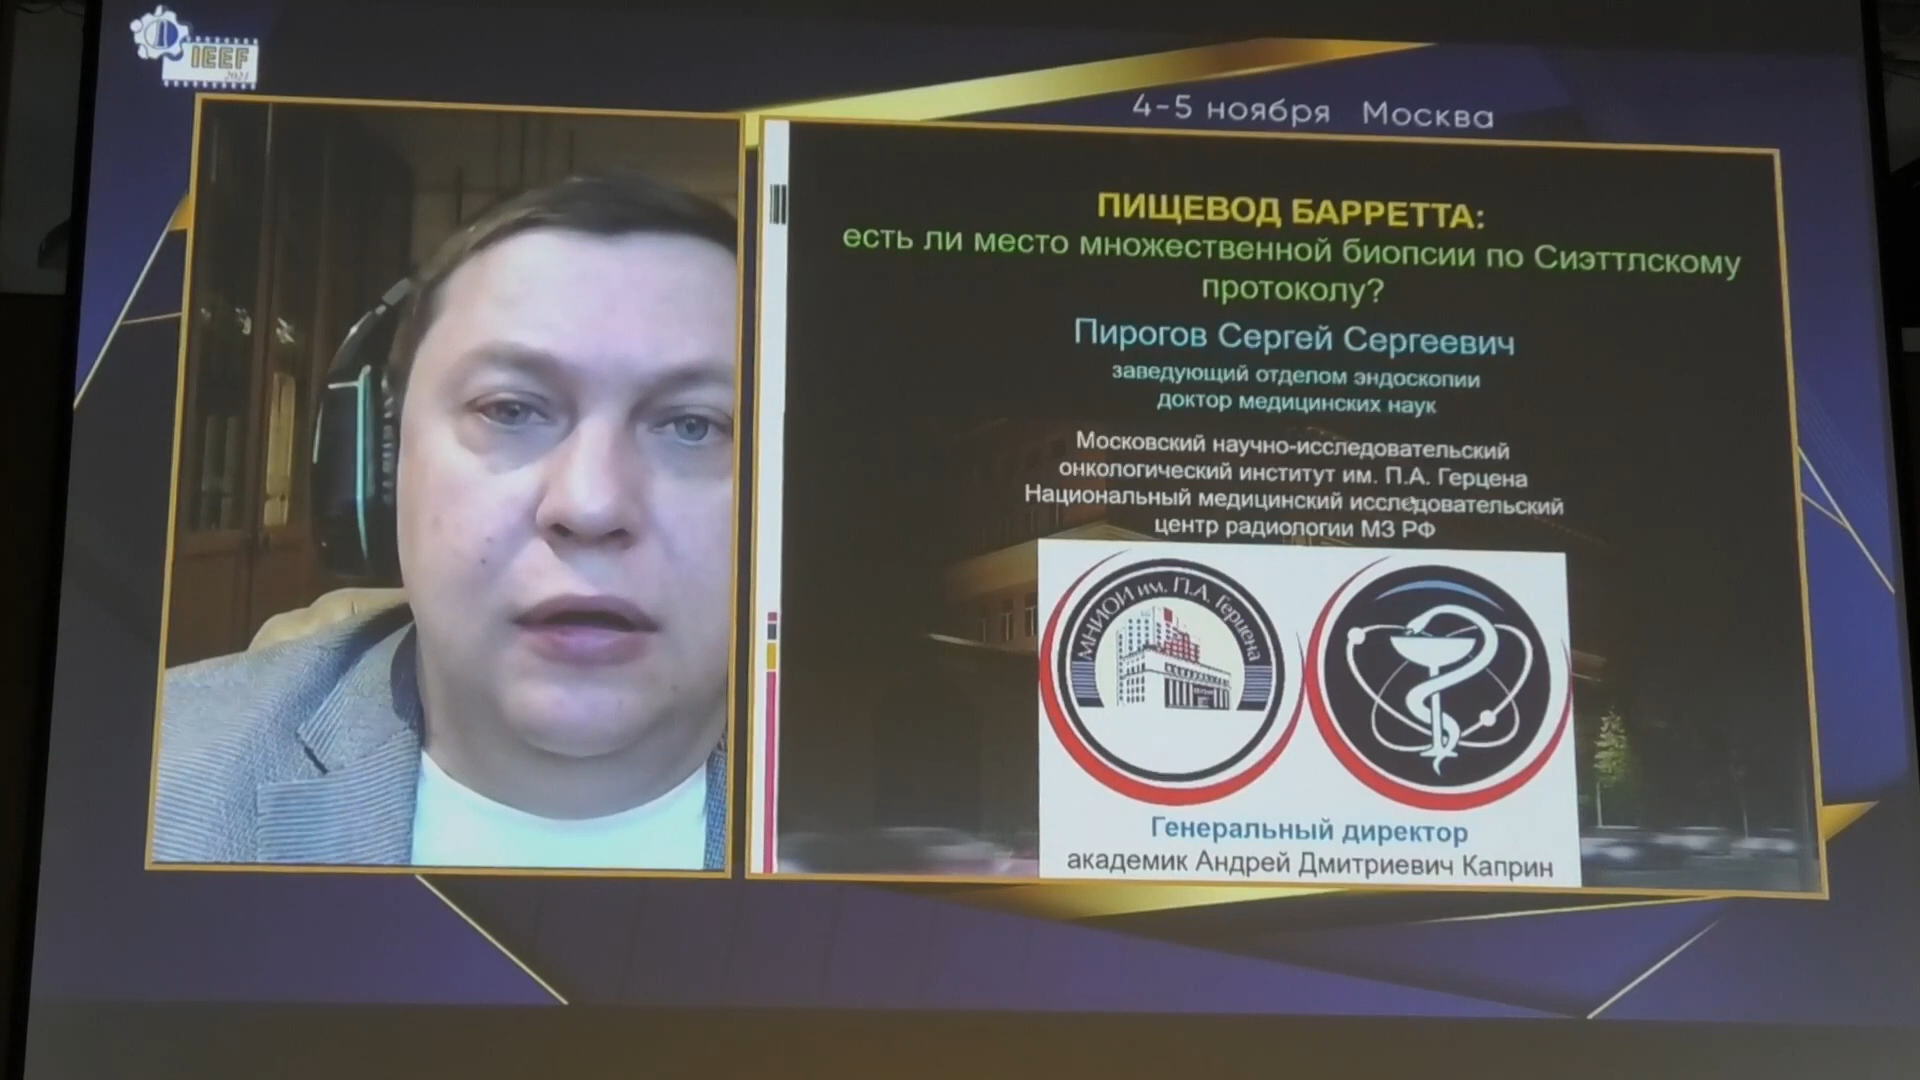 IEEF
2021
4-5 ноября Москва
ПИЩЕВОД БАРРЕТТА:
есть ли место множественной биопсии по Сиэттлскому
протоколу?
Пирогов Сергей Сергеевич
заведующий отделом эндоскопии
доктор медицинских наук
Московский научно-исследовательский
онкологический институт им. П.А. Герцена
Национальный медицинский исследовательский
центр радиологии МЗ РФ
МНИОИ им. П.А. Герцена
Генеральный директор
академик Андрей Дмитриевич Каприн